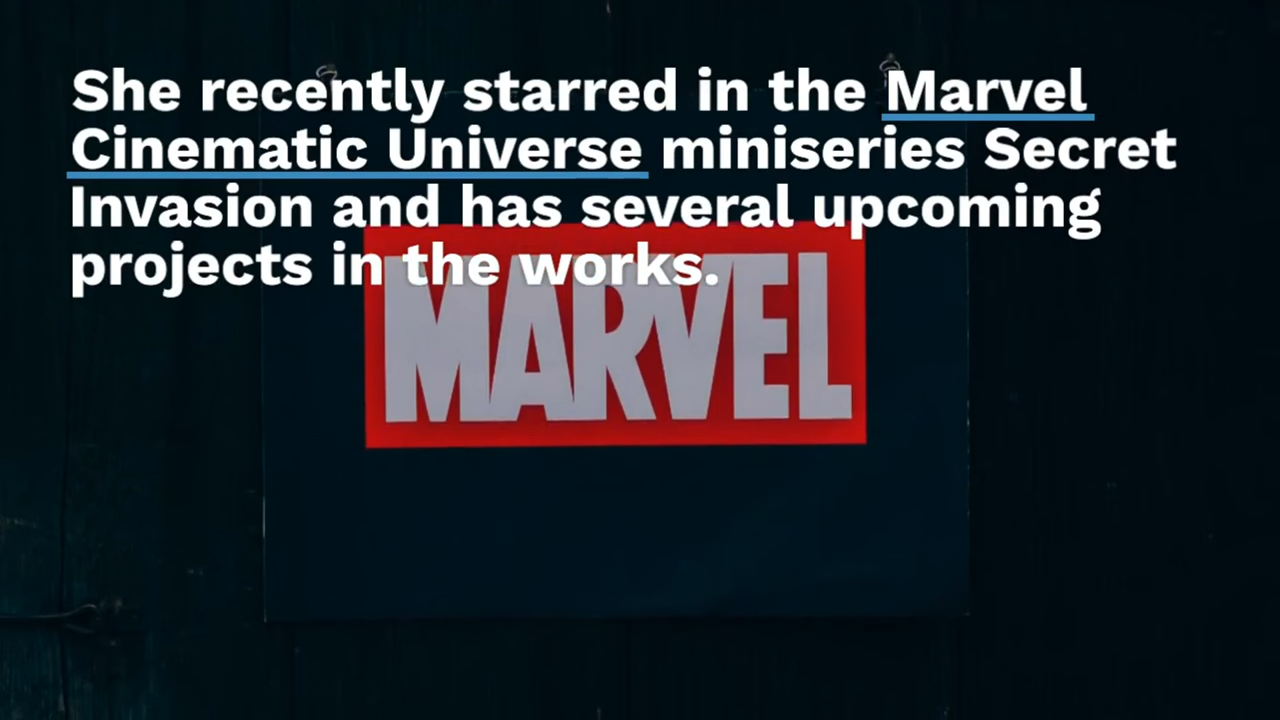 She recently starred in the Marvel
Cinematic Universe miniseries Secret
Invasion and has several upcoming
projects in the works.
MARVEL